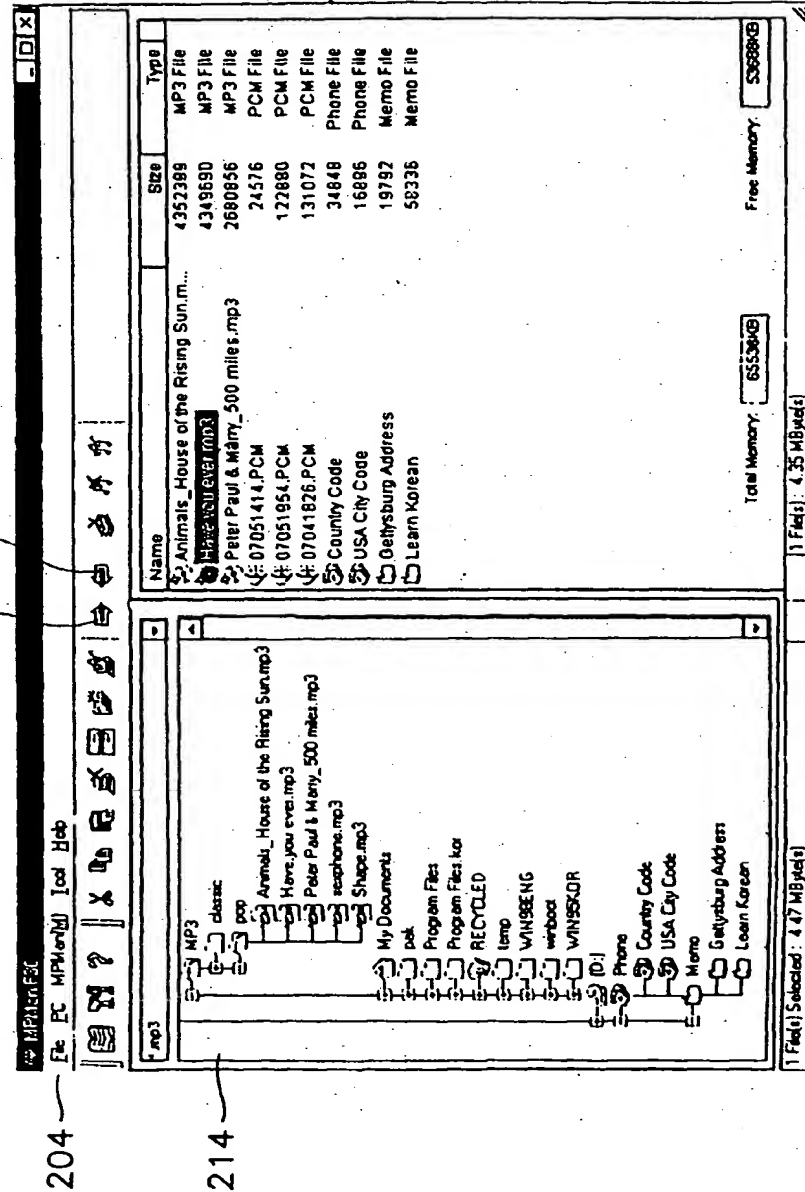 MPMan F30
204
File PC MPMan(M) Tool Help
*.mp3
214
MP3
classic
pop
Animals_House of the Rising Sun.mp3
Have you ever.mp3
Peter Paul & Marry_500 miles.mp3
sexphone.mp3
Shape.mp3
My Documents
pak
Program Files
Program Files.kor
RECYCLED
temp
WIN98ENG
winboot
WIN95KOR
[D:]
Phone
Country Code
USA City Code
Memo
Gettysburg Address
Learn Korean
Name Size Type
Animals_House of the Rising Sun.m... 4352399 MP3 File
Have you ever.mp3 4349690 MP3 File
Peter Paul & Marry_500 miles.mp3 2680856 MP3 File
07051414.PCM 24576 PCM File
07051954.PCM 122880 PCM File
07041826.PCM 131072 PCM File
Country Code 34848 Phone File
USA City Code 16896 Phone File
Gettysburg Address 19792 Memo File
Learn Korean 58336 Memo File
Total Memory: 65536KB Free Memory: 53688KB
1 File(s) Selected : 4.47 MByte(s) 1 File(s) : 4.35 MByte(s)